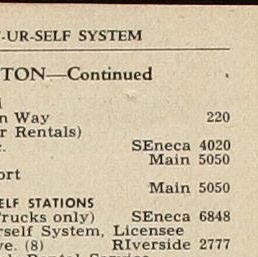 -UR-SELF SYSTEM
TON—Continued
n Way 220
r Rentals)
c. SEneca 4020
Main 5050
ort
Main 5050
ELF STATIONS
Trucks only) SEneca 6848
rself System, Licensee
ve. (8) RIverside 2777